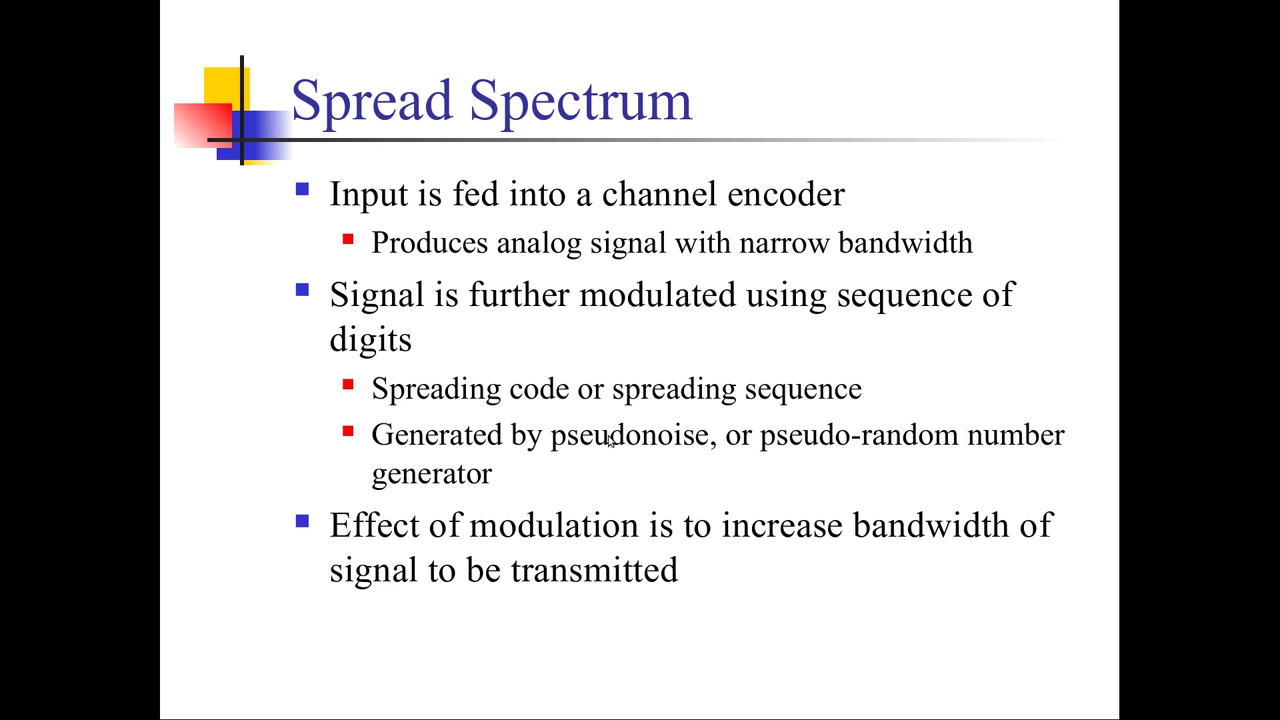 Spread Spectrum
Input is fed into a channel encoder
Produces analog signal with narrow bandwidth
Signal is further modulated using sequence of
digits
Spreading code or spreading sequence
Generated by pseudonoise, or pseudo-random number
generator
Effect of modulation is to increase bandwidth of
signal to be transmitted